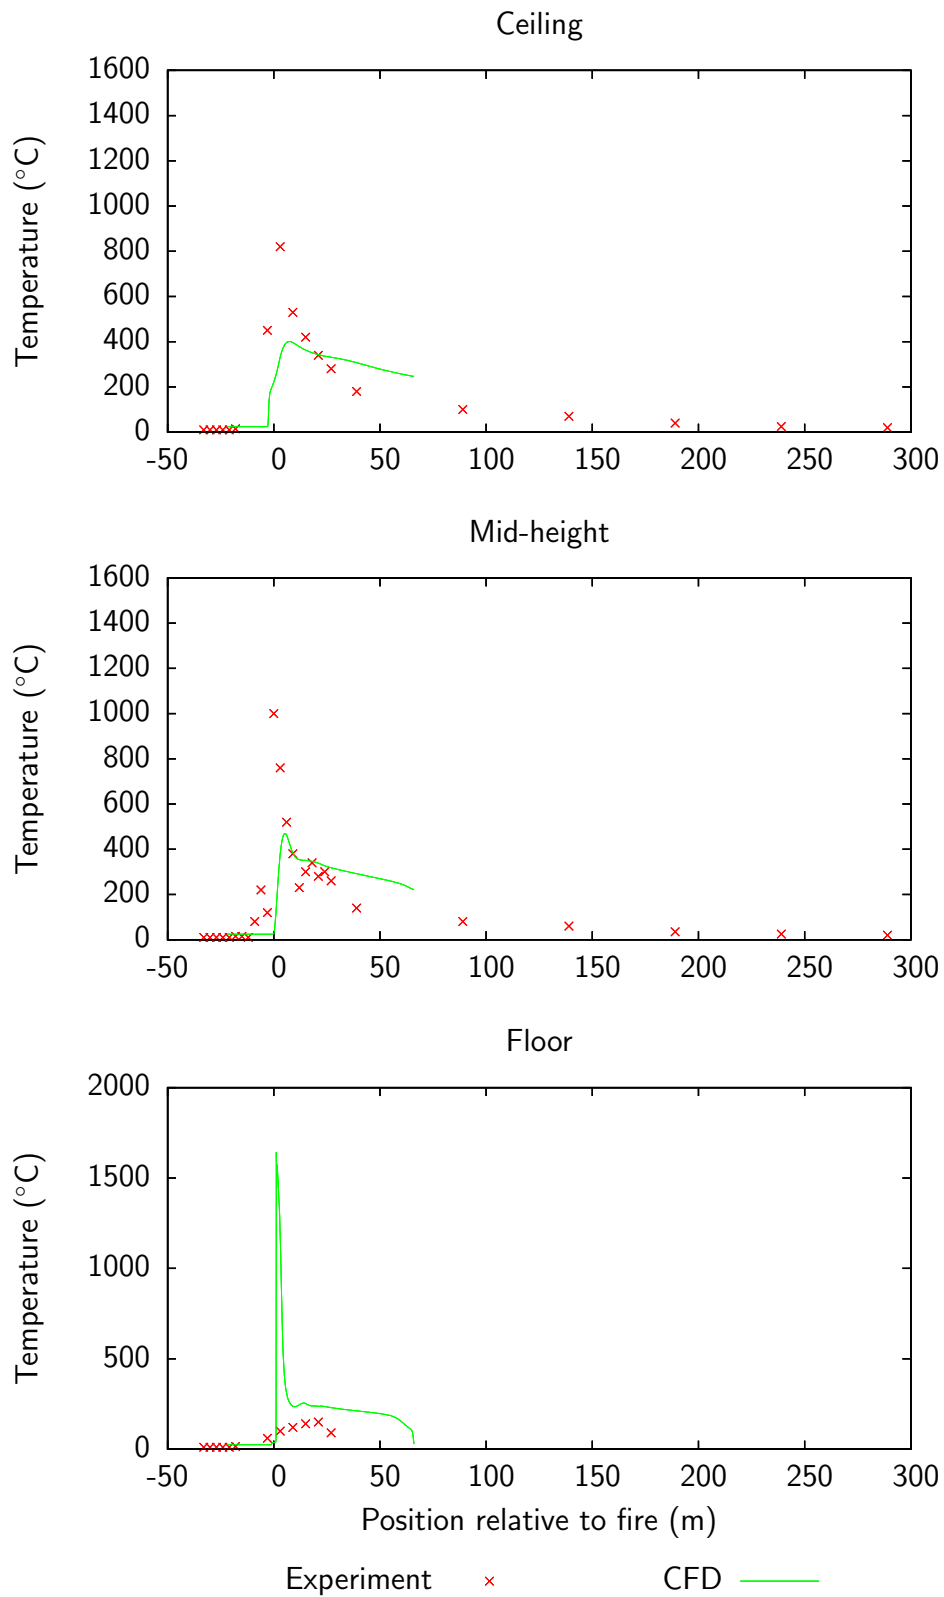 Ceiling
1600
1400
1200
1000
800
600
400
200
0
-50 0 50 100 150 200 250 300
Temperature (°C)
Mid-height
1600
1400
1200
1000
800
600
400
200
0
-50 0 50 100 150 200 250 300
Temperature (°C)
Floor
2000
1500
1000
500
0
-50 0 50 100 150 200 250 300
Temperature (°C)
Position relative to fire (m)
Experiment CFD